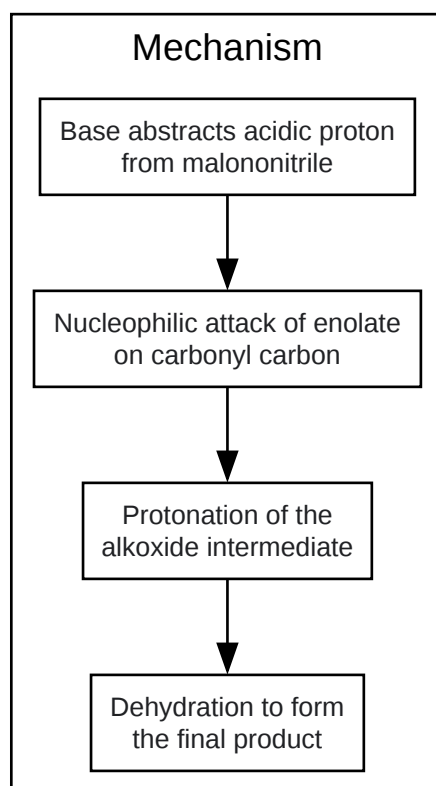 Mechanism
Base abstracts acidic proton
from malononitrile
Nucleophilic attack of enolate
on carbonyl carbon
Protonation of the
alkoxide intermediate
Dehydration to form
the final product